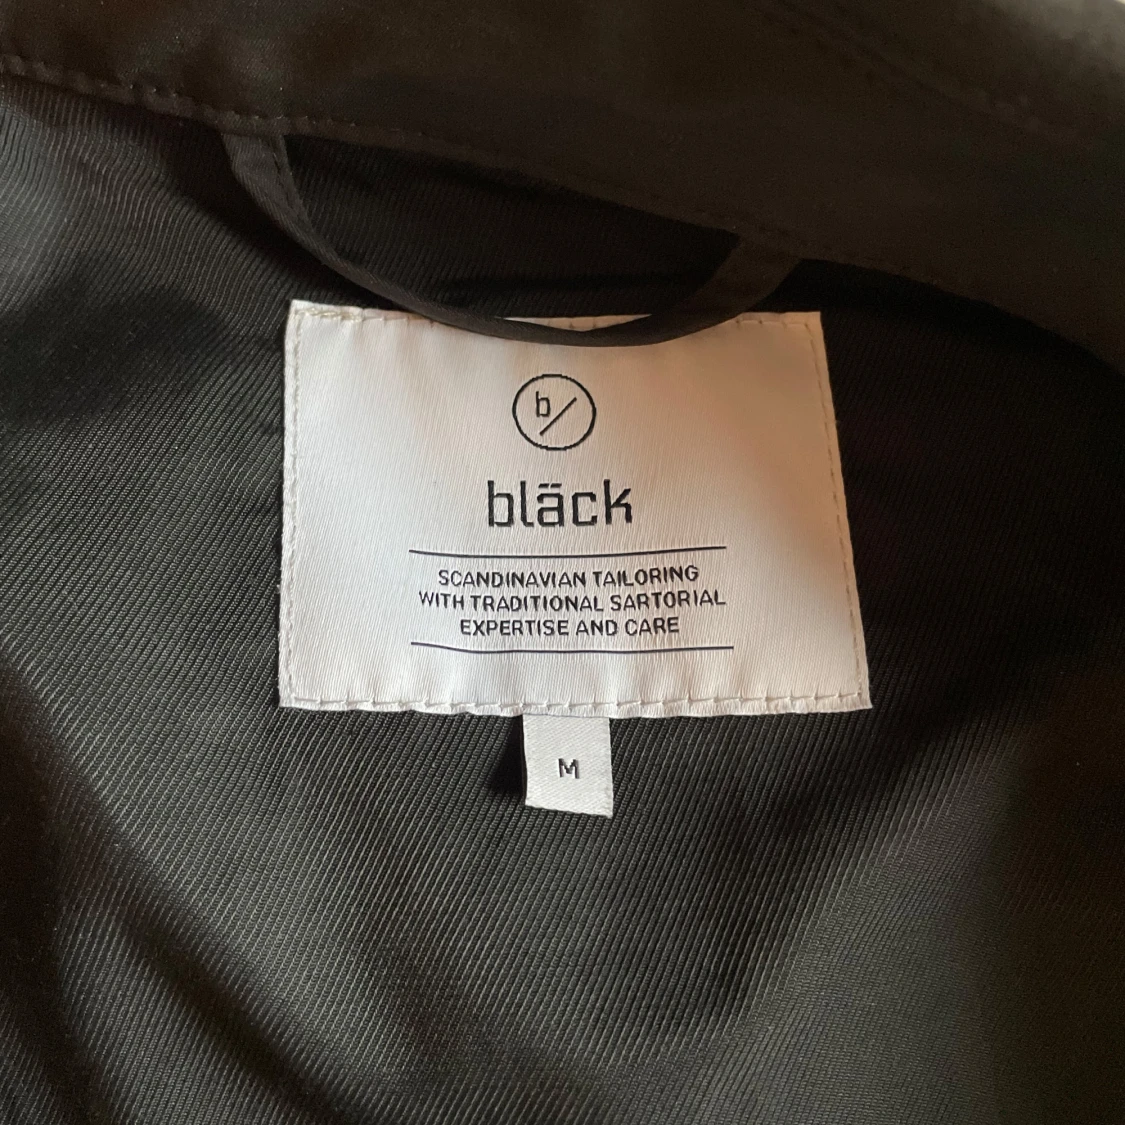 b/
bläck
SCANDINAVIAN TAILORING
WITH TRADITIONAL SARTORIAL
EXPERTISE AND CARE
M